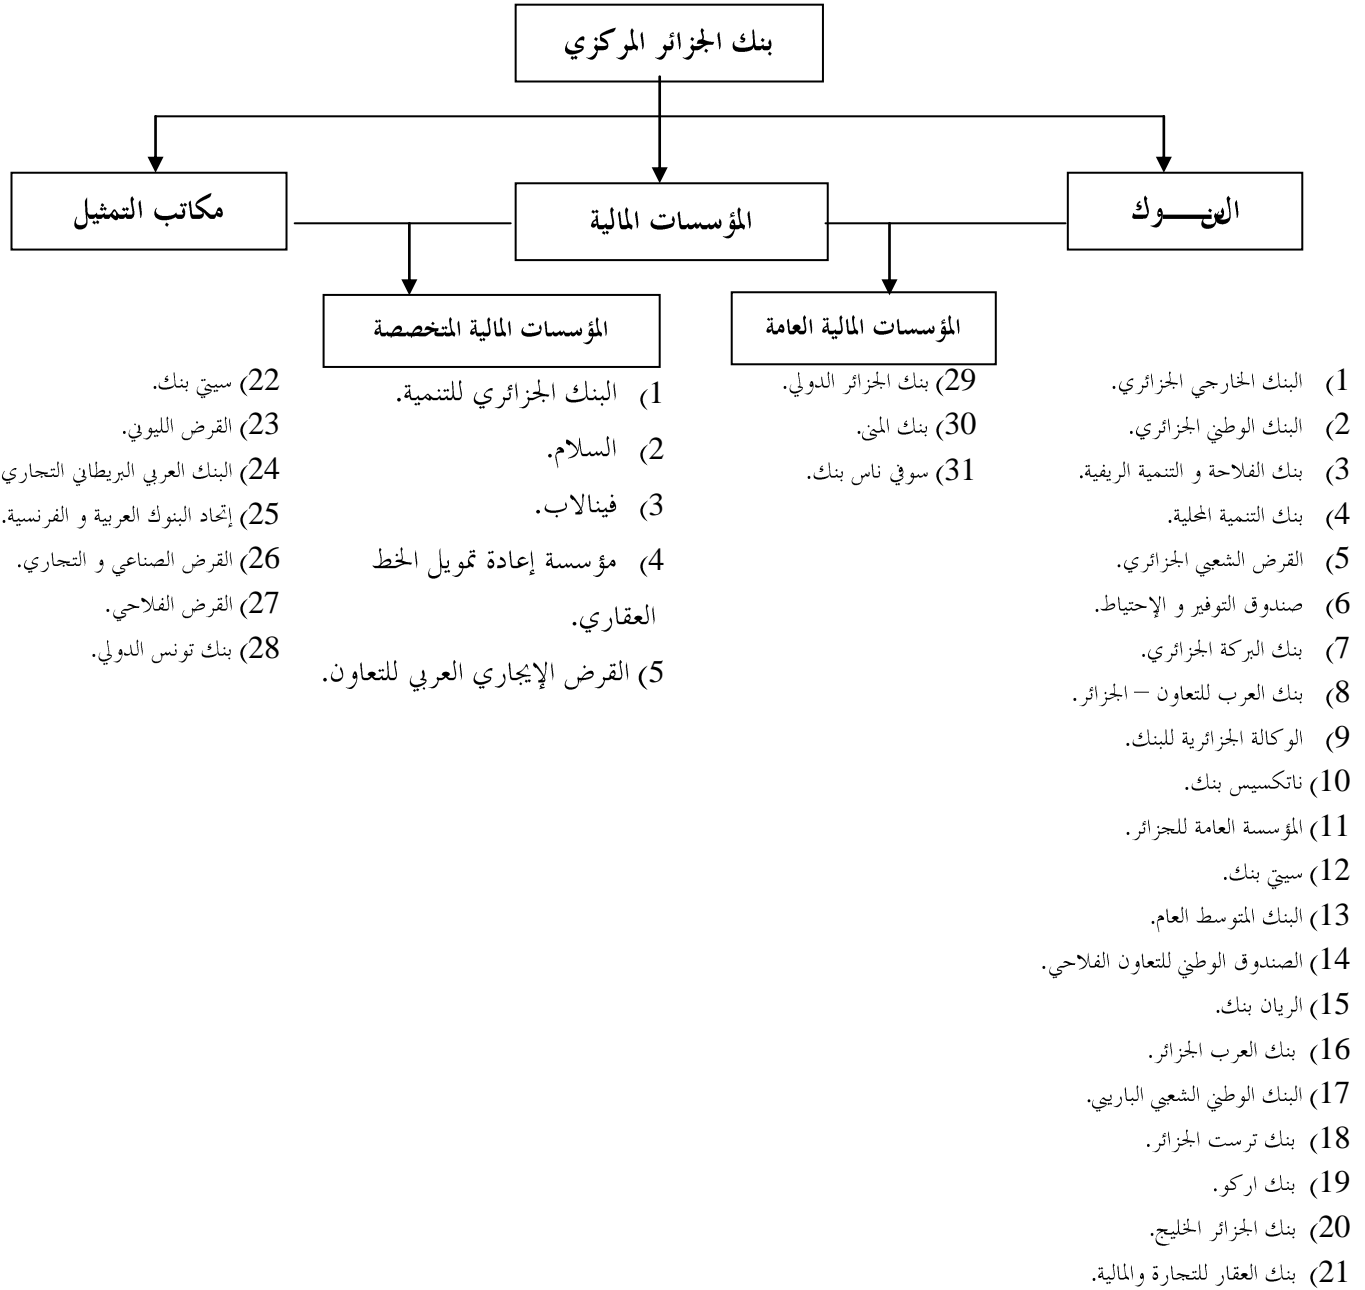 بنك الجزائر المركزي
البنــــوك
المؤسسات المالية
مكاتب التمثيل
المؤسسات المالية العامة
المؤسسات المالية المتخصصة
1) البنك الخارجي الجزائري.
2) البنك الوطني الجزائري.
3) بنك الفلاحة و التنمية الريفية.
4) بنك التنمية المحلية.
5) القرض الشعبي الجزائري.
6) صندوق التوفير و الإحتياط.
7) بنك البركة الجزائري.
8) بنك العرب للتعاون – الجزائر.
9) الوكالة الجزائرية للبنك.
10) ناتكسيس بنك.
11) المؤسسة العامة للجزائر.
12) سيتي بنك.
13) البنك المتوسط العام.
14) الصندوق الوطني للتعاون الفلاحي.
15) الريان بنك.
16) بنك العرب الجزائر.
17) البنك الوطني الشعبي الباريبي.
18) بنك ترست الجزائر.
19) بنك اركو.
20) بنك الجزائر الخليج.
21) بنك العقار للتجارة والمالية.
29) بنك الجزائر الدولي.
30) بنك المنى.
31) سوفي ناس بنك.
1) البنك الجزائري للتنمية.
2) السلام.
3) فينالاب.
4) مؤسسة إعادة تمويل الخط
العقاري.
5) القرض الإيجاري العربي للتعاون.
22) سيتي بنك.
23) القرض الليوني.
24) البنك العربي البريطاني التجاري
25) إتحاد البنوك العربية و الفرنسية.
26) القرض الصناعي و التجاري.
27) القرض الفلاحي.
28) بنك تونس الدولي.